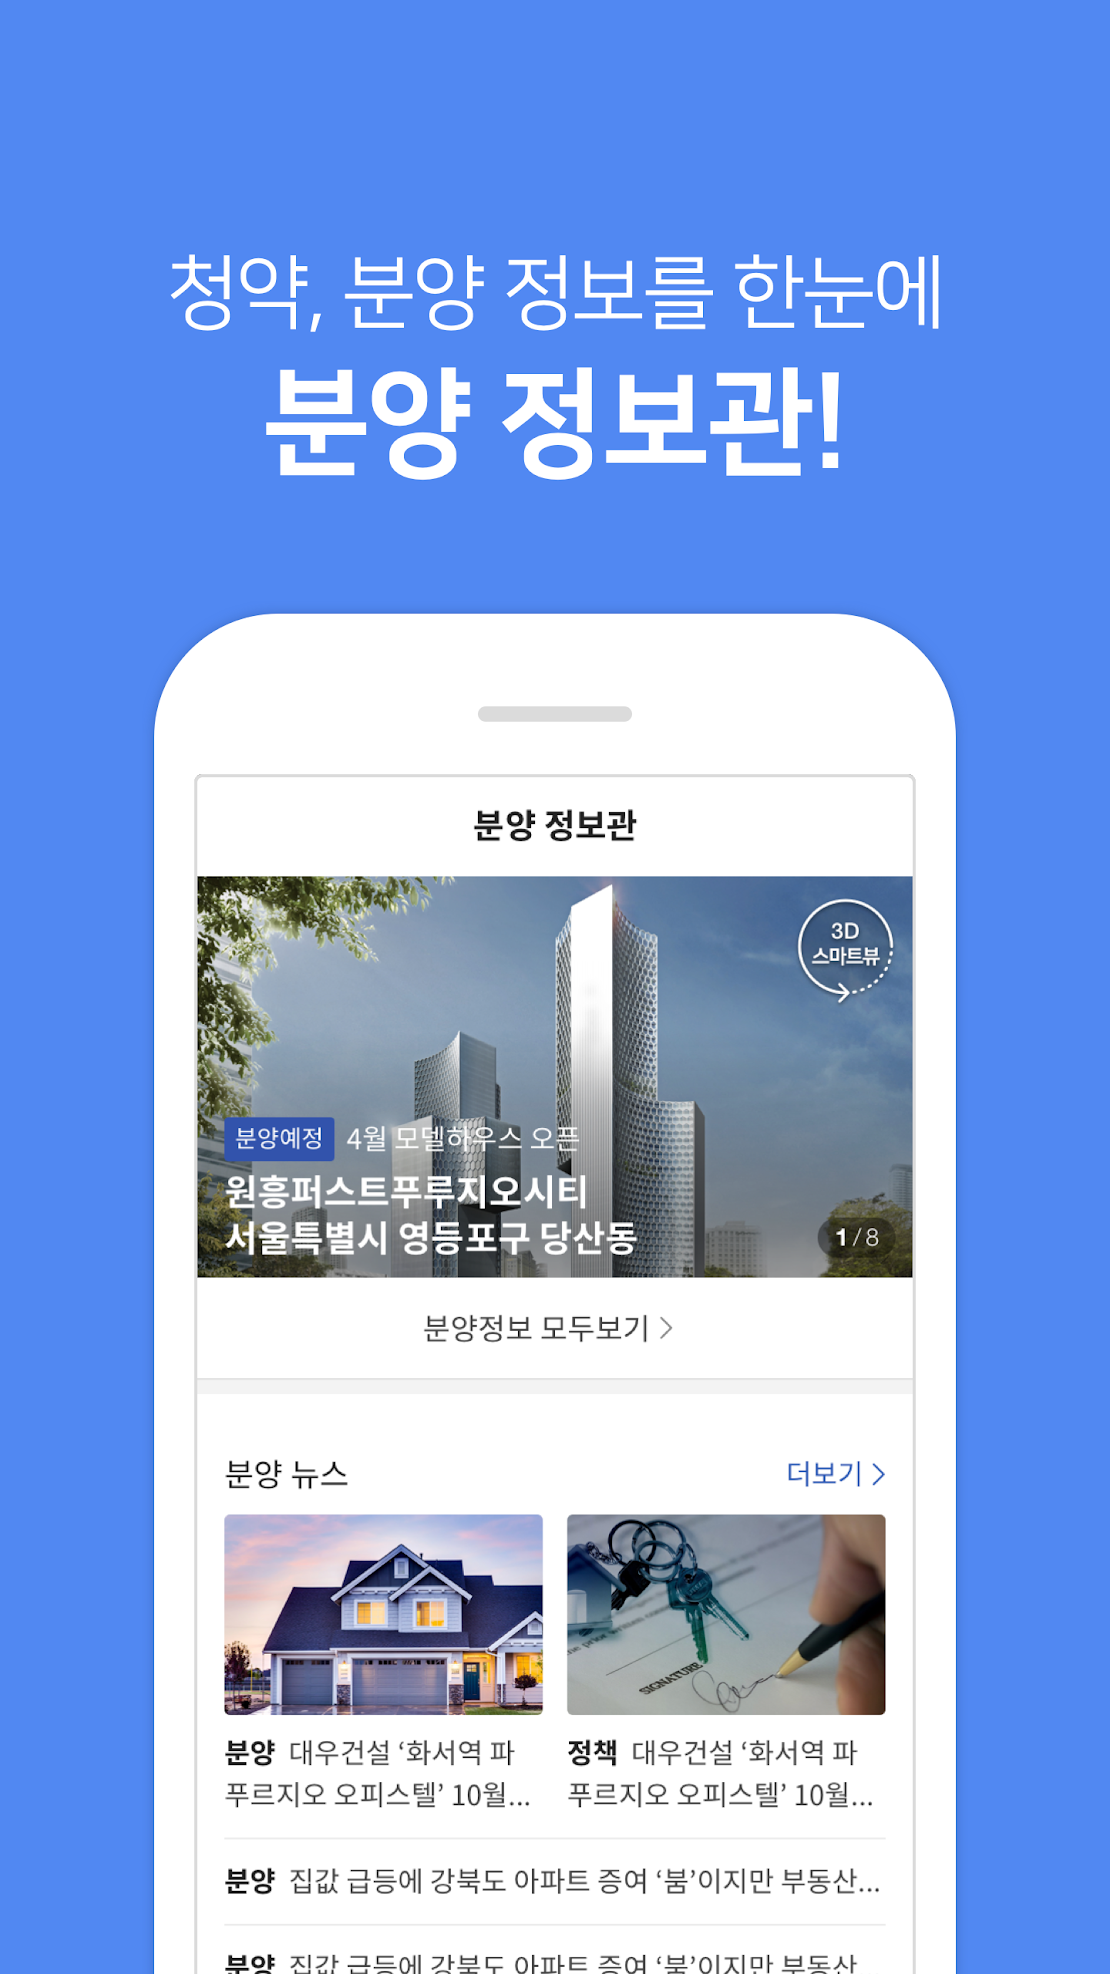 청약, 분양 정보를 한눈에
분양 정보관!
분양 정보관
3D
스마트뷰
분양예정 4월 모델하우스 오픈
원흥퍼스트푸루지오시티
서울특별시 영등포구 당산동
1/8
분양정보 모두보기 >
분양 뉴스
더보기 >
SIGNATURE
분양 대우건설 ‘화서역 파
푸르지오 오피스텔’ 10월...
정책 대우건설 ‘화서역 파
푸르지오 오피스텔’ 10월...
분양 집값 급등에 강북도 아파트 증여 ‘붐’이지만 부동산...
분양 집값 급등에 강북도 아파트 증여 ‘붐’이지만 부동산